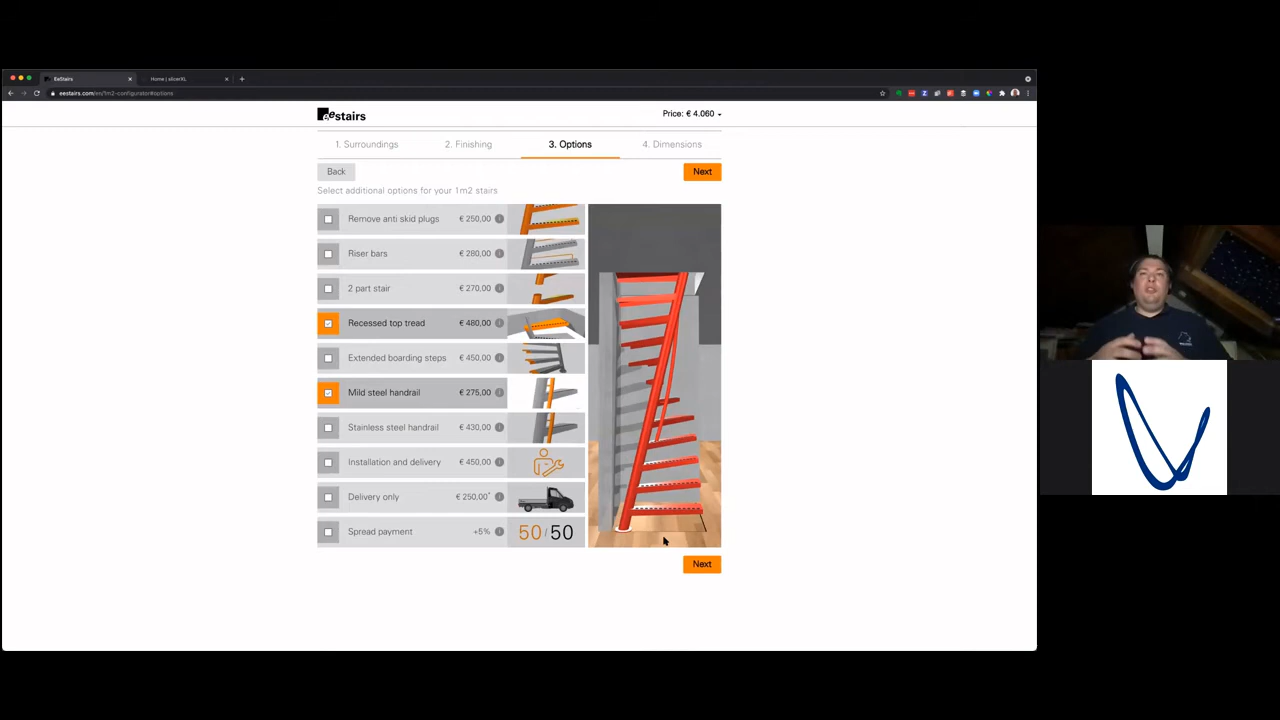 EeStairs
Home | slicerXL
eestairs.com/en/1m2-configurator#options
eestairs
Price: € 4.060
1. Surroundings
2. Finishing
3. Options
4. Dimensions
Back
Next
Select additional options for your 1m2 stairs
Remove anti skid plugs € 250,00
Riser bars € 280,00
2 part stair € 270,00
Recessed top tread € 480,00
Extended boarding steps € 450,00
Mild steel handrail € 275,00
Stainless steel handrail € 430,00
Installation and delivery € 450,00
Delivery only € 250,00*
Spread payment +5% 50/50
Next